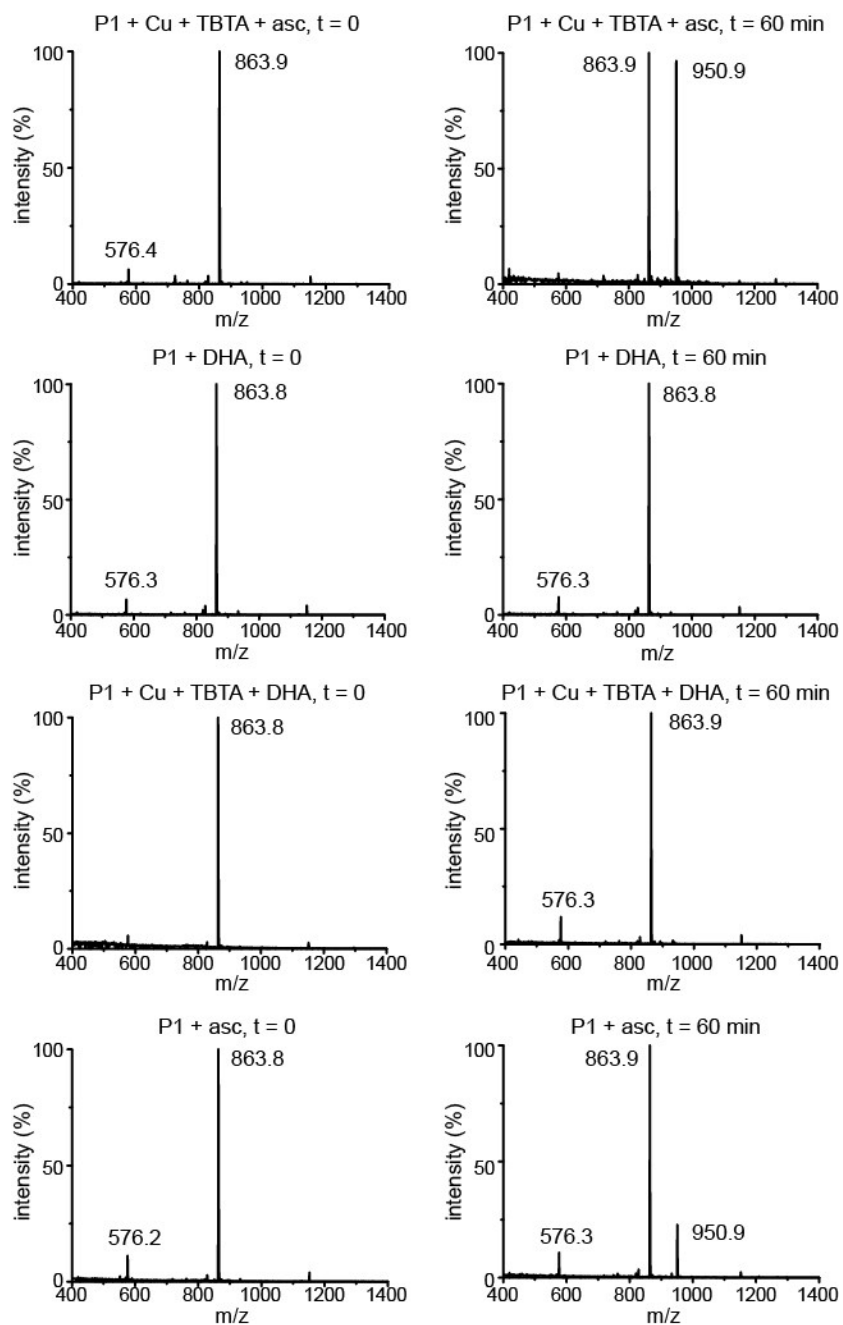 P1 + Cu + TBTA + asc, t = 0
863.9
576.4
100
50
0
intensity (%)
400 600 800 1000 1200 1400
m/z
P1 + Cu + TBTA + asc, t = 60 min
863.9
950.9
100
50
0
intensity (%)
400 600 800 1000 1200 1400
m/z
P1 + DHA, t = 0
863.8
576.3
100
50
0
intensity (%)
400 600 800 1000 1200 1400
m/z
P1 + DHA, t = 60 min
863.8
576.3
100
50
0
intensity (%)
400 600 800 1000 1200 1400
m/z
P1 + Cu + TBTA + DHA, t = 0
863.8
100
50
0
intensity (%)
400 600 800 1000 1200 1400
m/z
P1 + Cu + TBTA + DHA, t = 60 min
863.9
576.3
100
50
0
intensity (%)
400 600 800 1000 1200 1400
m/z
P1 + asc, t = 0
863.8
576.2
100
50
0
intensity (%)
400 600 800 1000 1200 1400
m/z
P1 + asc, t = 60 min
863.9
576.3
950.9
100
50
0
intensity (%)
400 600 800 1000 1200 1400
m/z